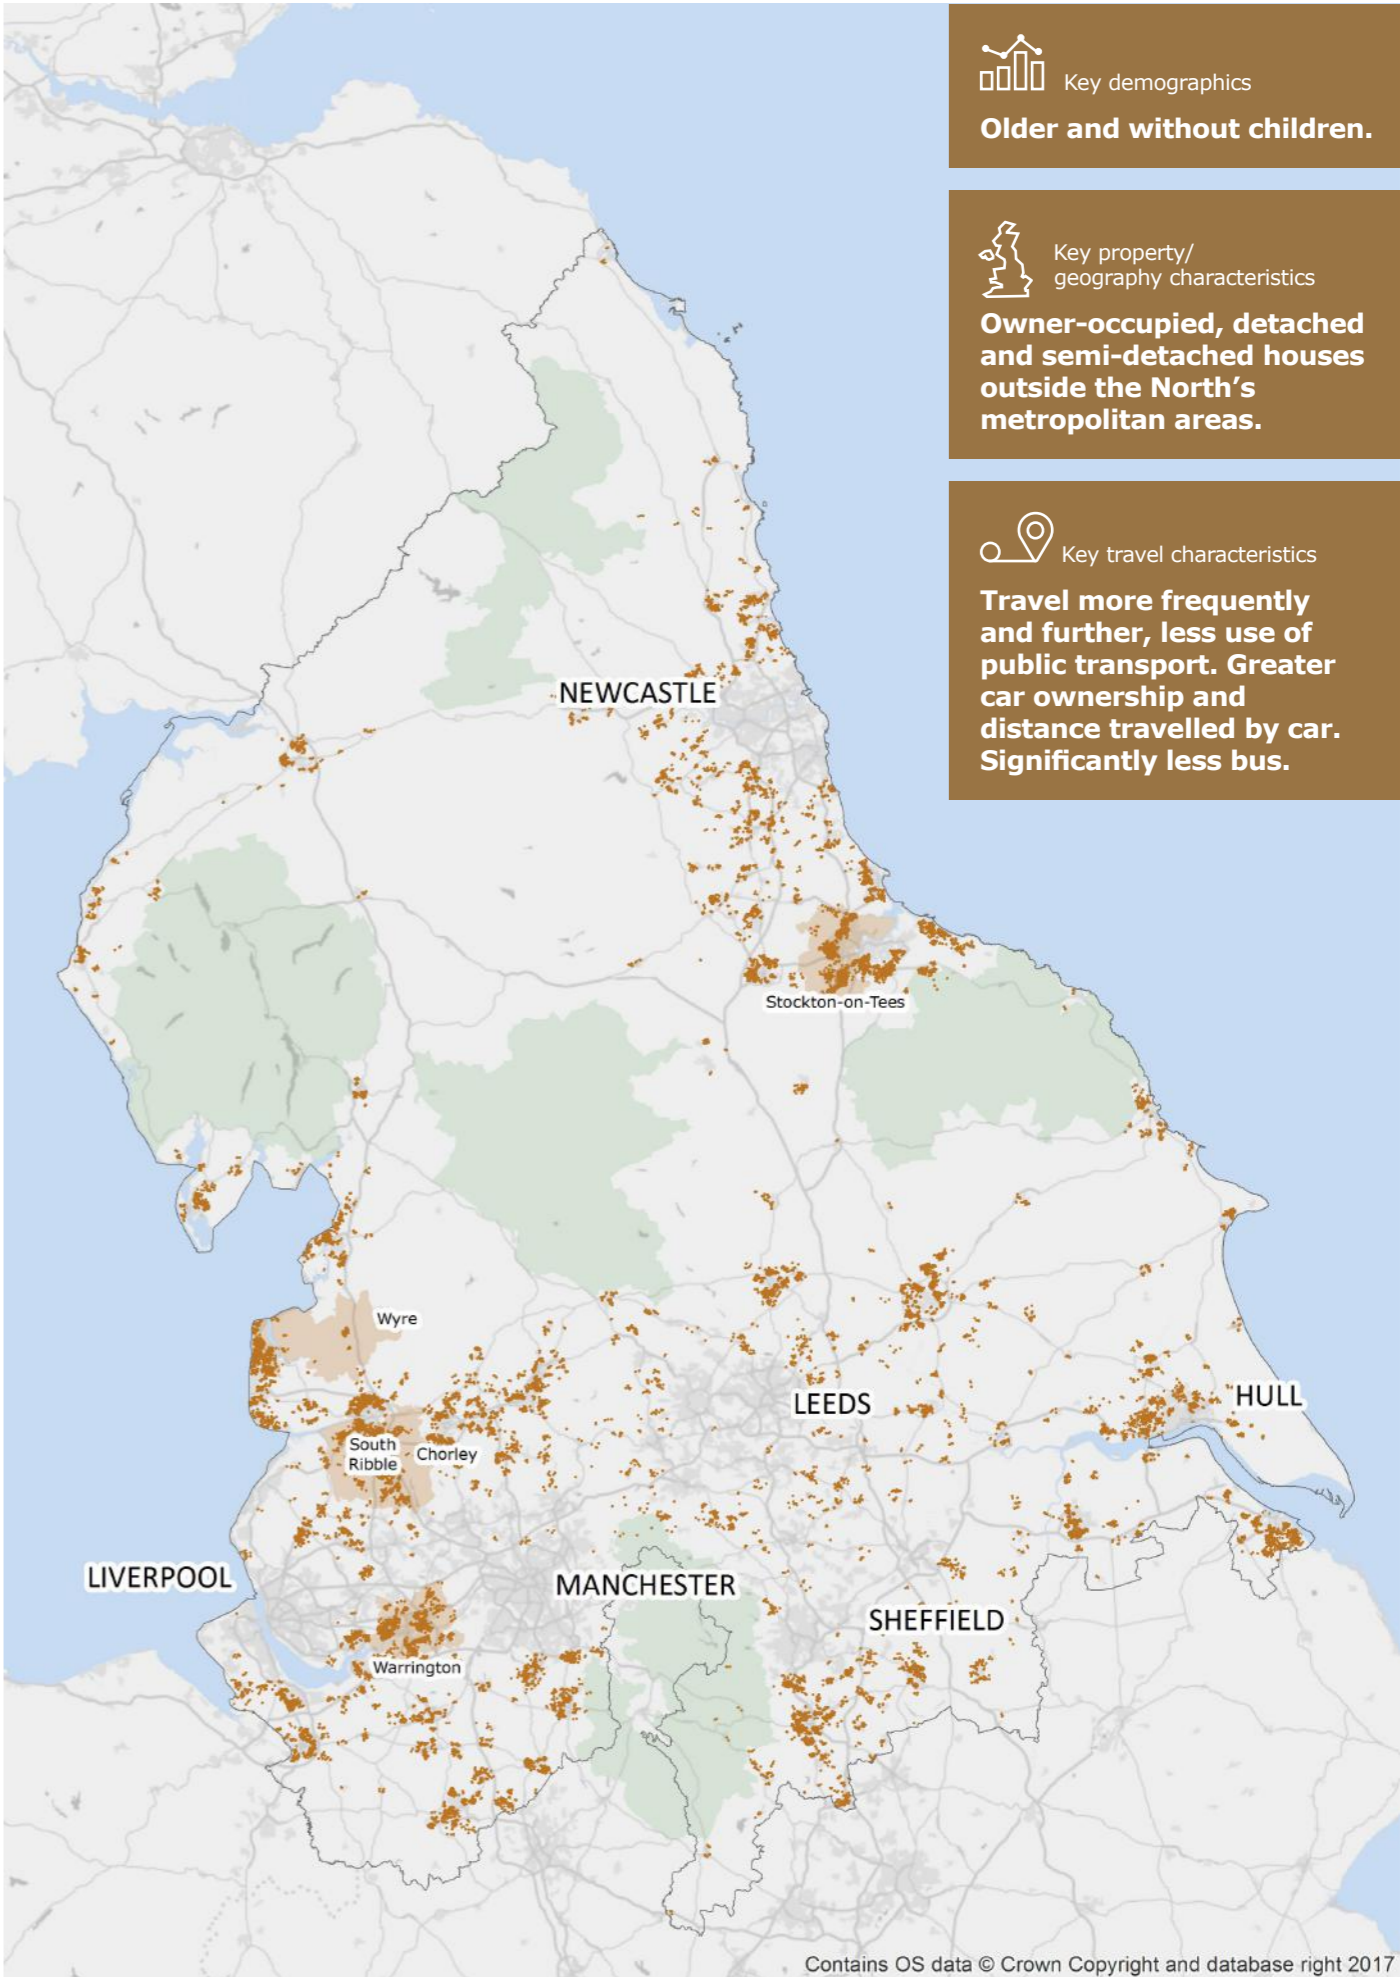 Key demographics
Older and without children.
Key property/
geography characteristics
Owner-occupied, detached
and semi-detached houses
outside the North’s
metropolitan areas.
Key travel characteristics
Travel more frequently
and further, less use of
public transport. Greater
car ownership and
distance travelled by car.
Significantly less bus.
NEWCASTLE
Stockton-on-Tees
Wyre
LEEDS
HULL
South
Ribble
Chorley
LIVERPOOL
MANCHESTER
SHEFFIELD
Warrington
Contains OS data © Crown Copyright and database right 2017